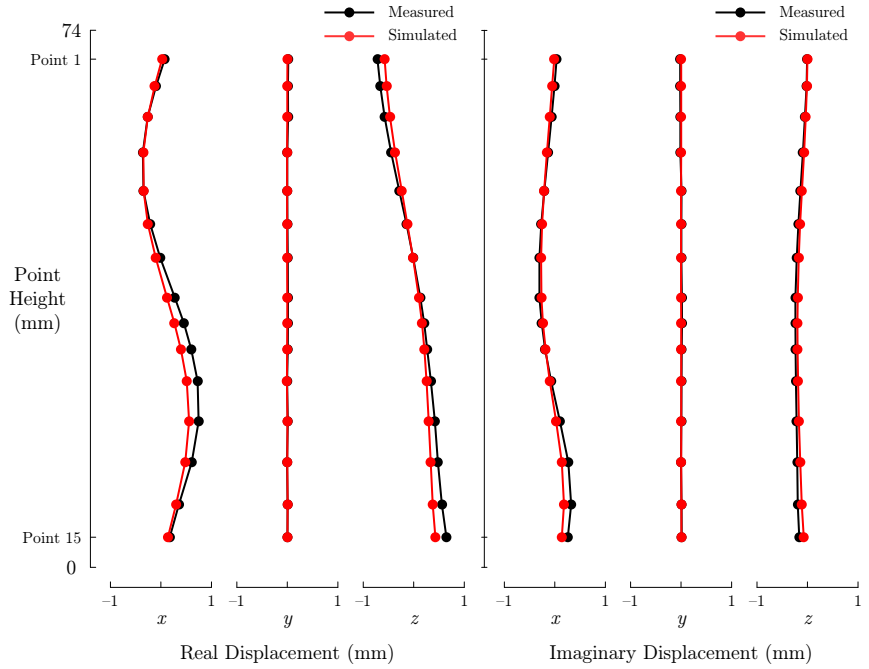 Measured
Simulated
Measured
Simulated
74
Point 1
Point
Height
(mm)
Point 15
0
−1 1 −1 1 −1 1 −1 1 −1 1 −1 1
x y z x y z
Real Displacement (mm) Imaginary Displacement (mm)